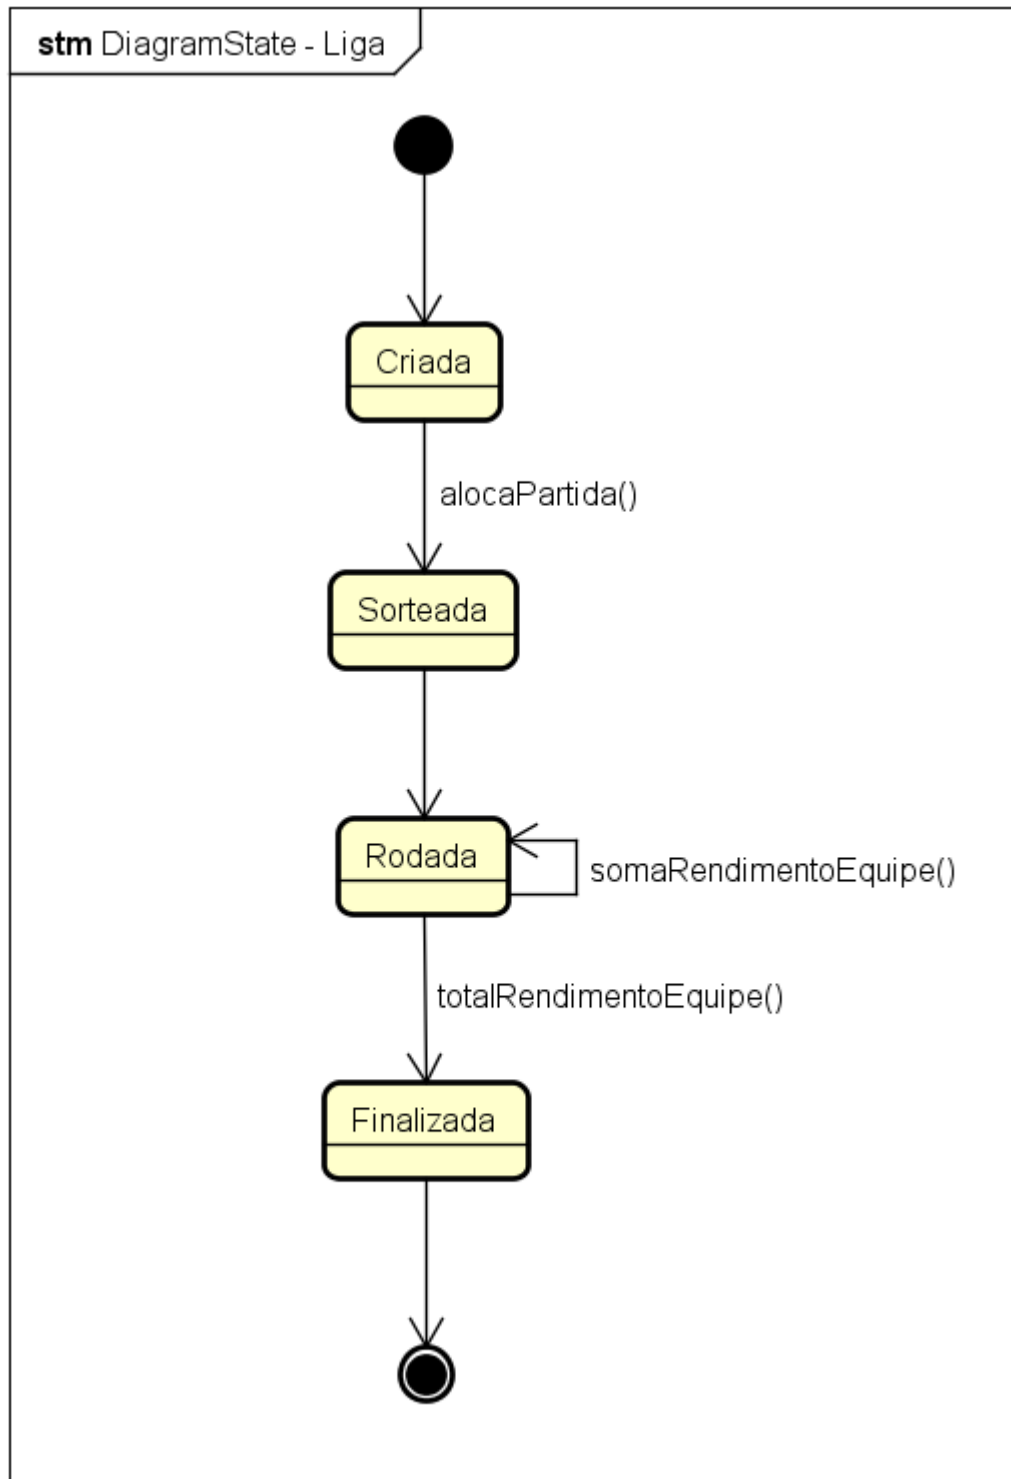 stm DiagramState - Liga
Criada
alocaPartida()
Sorteada
Rodada
somaRendimentoEquipe()
totalRendimentoEquipe()
Finalizada